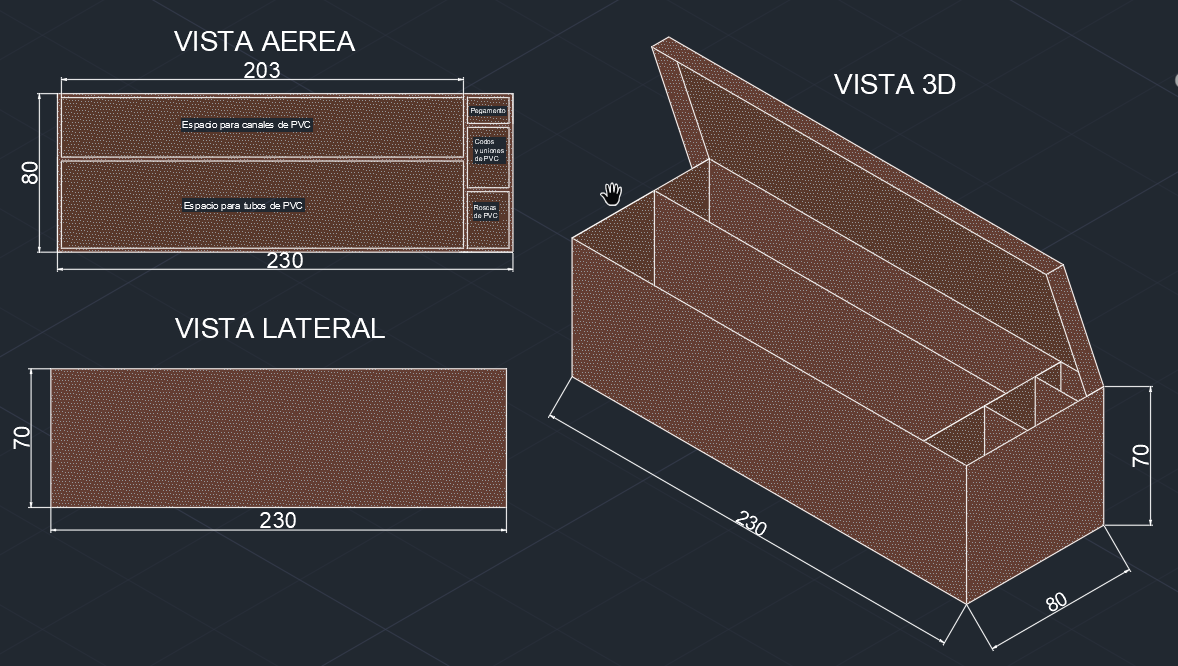 VISTA AEREA
203
80
Espacio para canales de PVC
Pegamento
Codos
y uniones
de PVC
Espacio para tubos de PVC
Roscas
de PVC
230
VISTA LATERAL
70
230
VISTA 3D
230
80
70